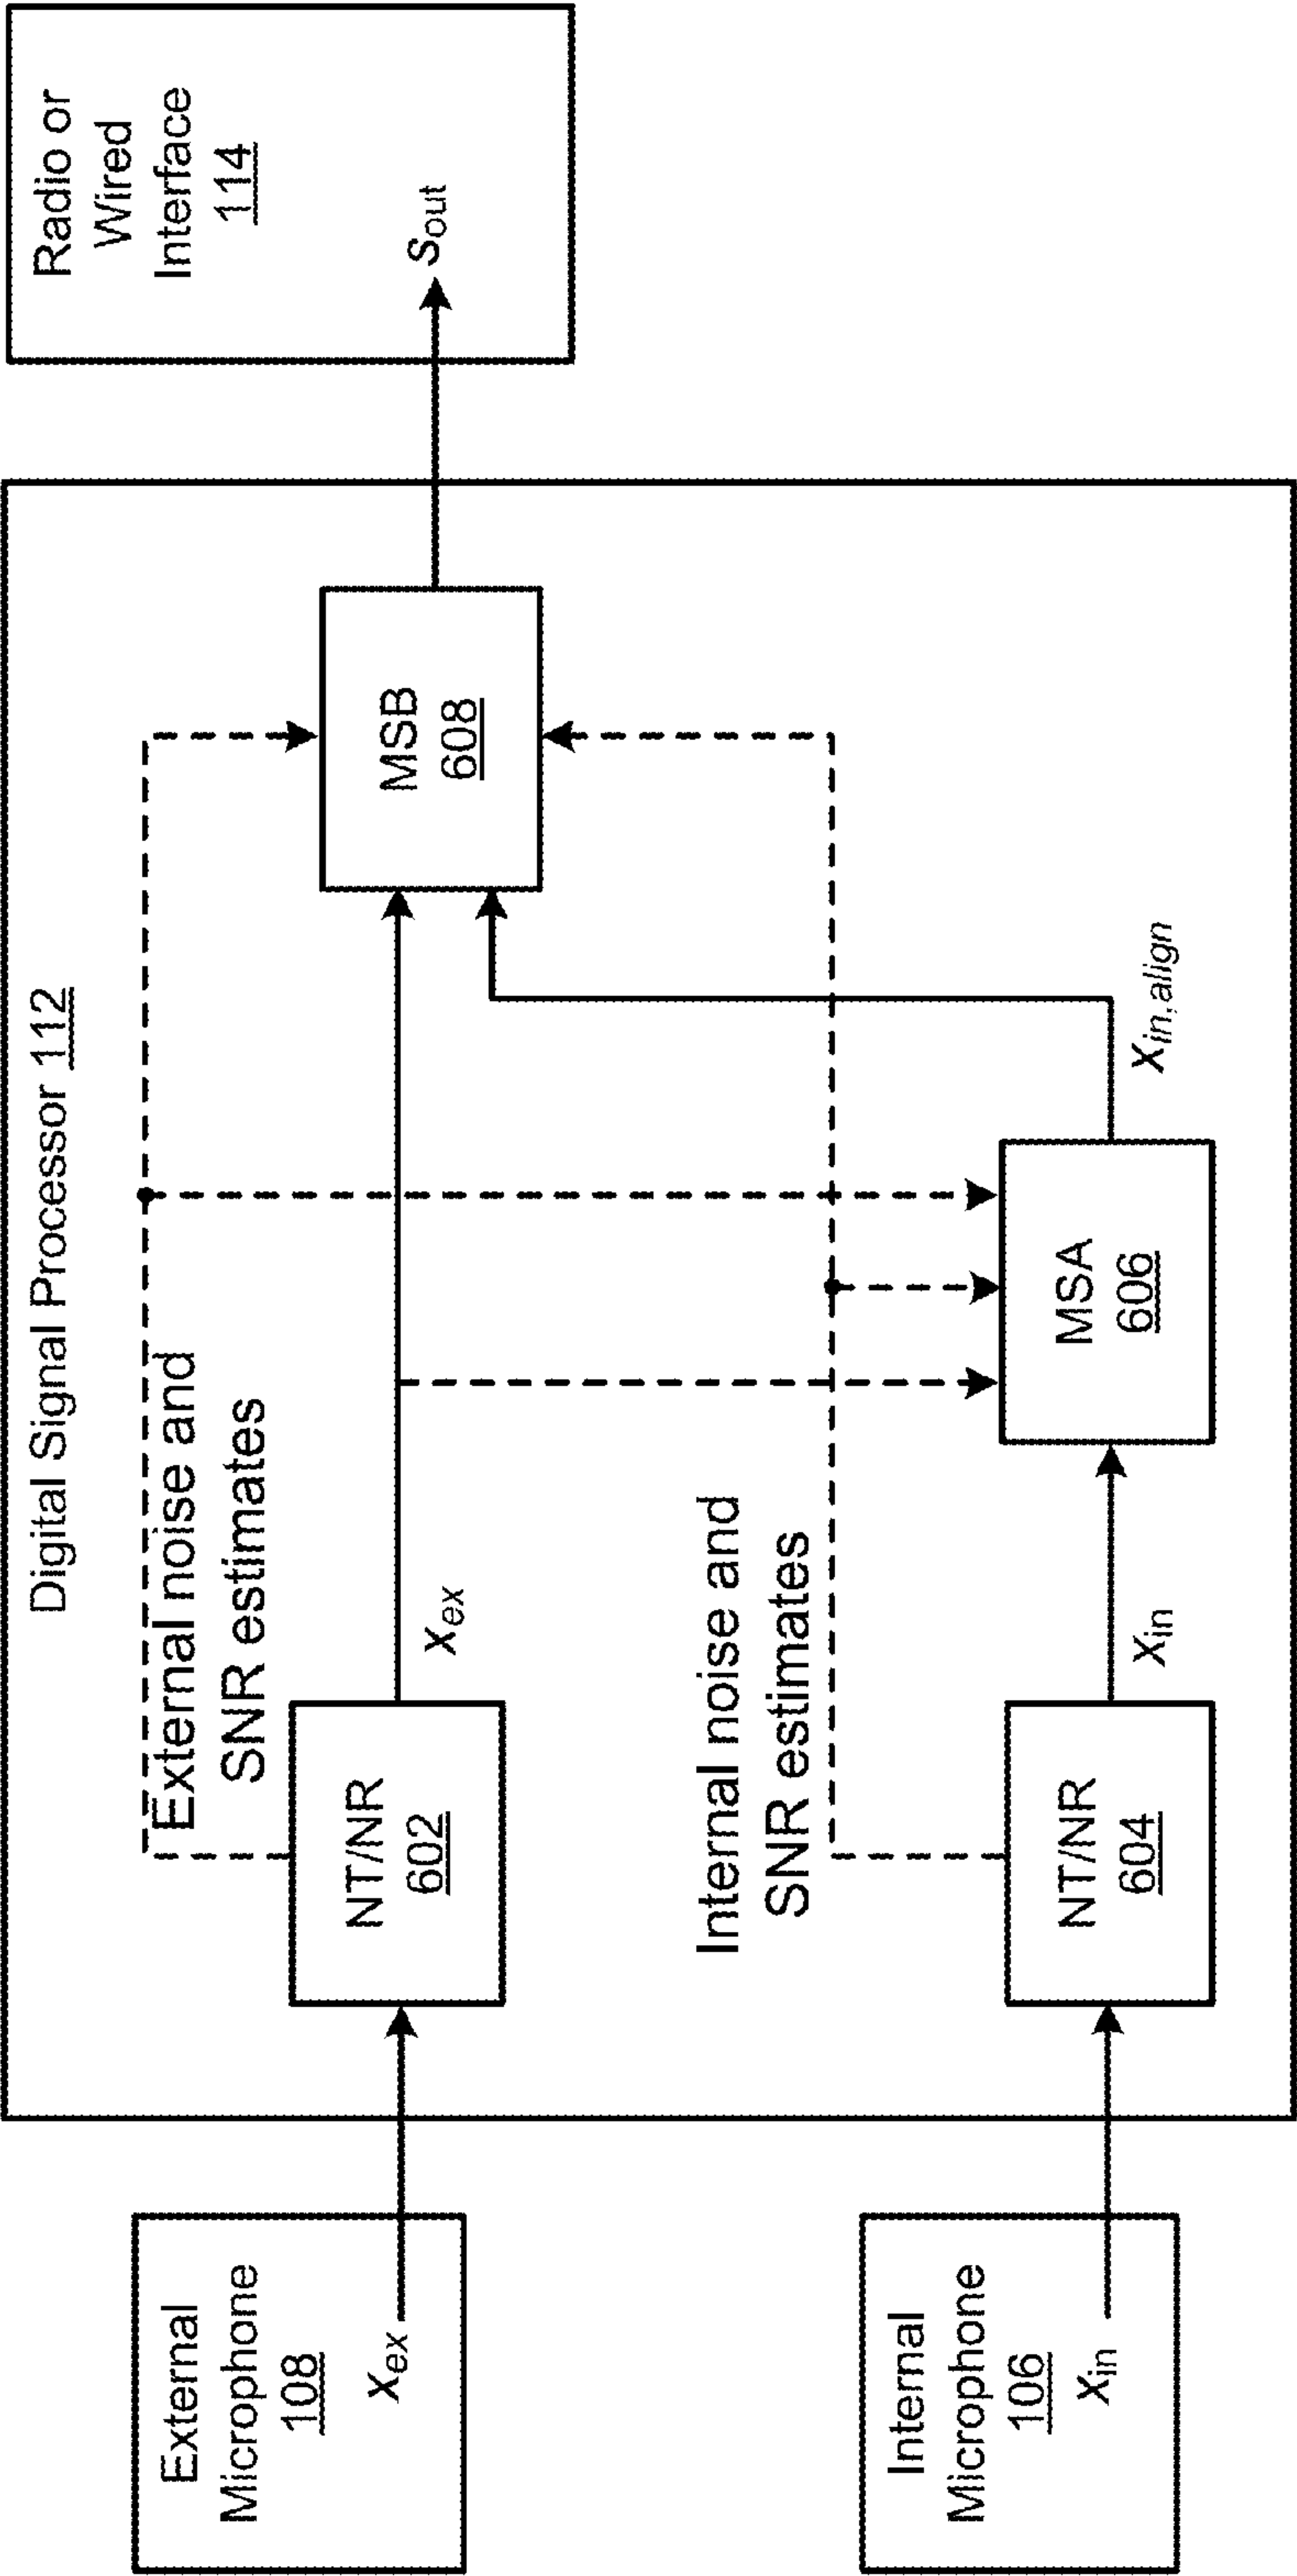 External
Microphone
108
xex
Internal
Microphone
106
xin
Digital Signal Processor 112
NT/NR
602
External noise and
SNR estimates
xex
NT/NR
604
Internal noise and
SNR estimates
xin
MSA
606
xin,align
MSB
608
Radio or
Wired
Interface
114
sout